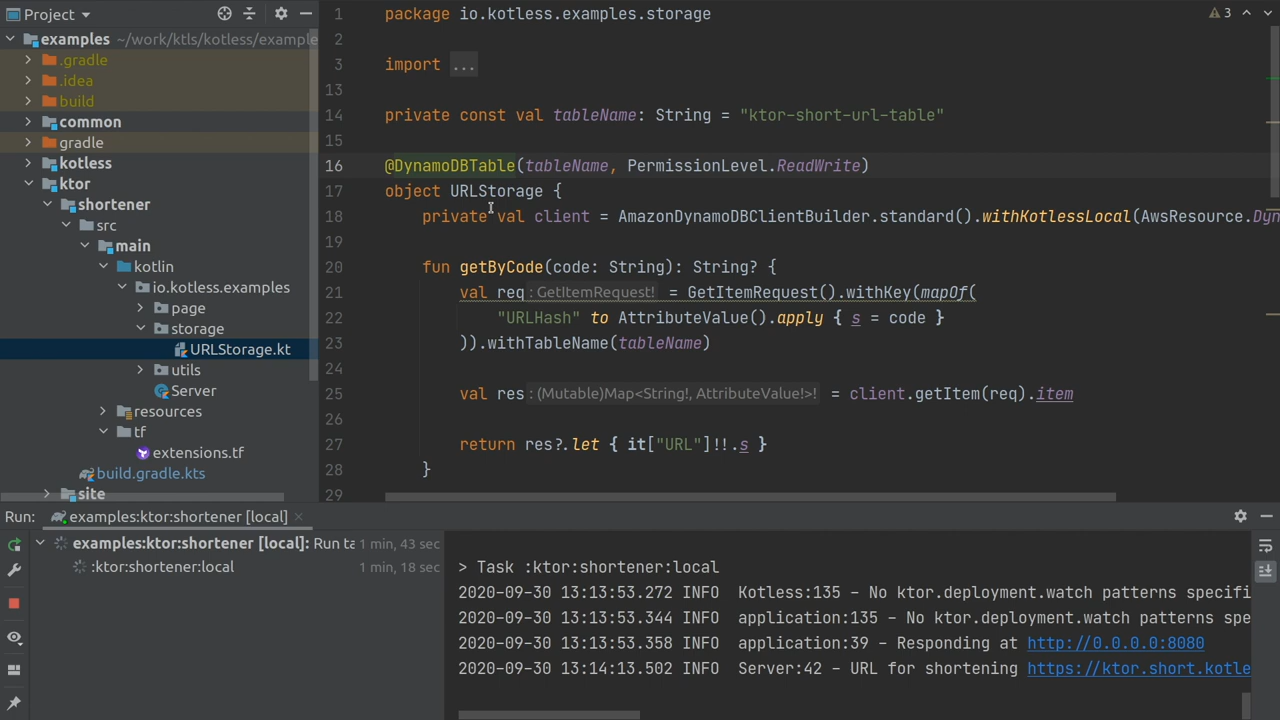 Project
examples ~/work/ktls/kotless/example
.gradle
.idea
build
common
gradle
kotless
ktor
shortener
src
main
kotlin
io.kotless.examples
page
storage
URLStorage.kt
utils
Server
resources
tf
extensions.tf
build.gradle.kts
site
3
1 package io.kotless.examples.storage
2
3 import ...
13
14 private const val tableName: String = "ktor-short-url-table"
15
16 @DynamoDBTable(tableName, PermissionLevel.ReadWrite)
17 object URLStorage {
18 private val client = AmazonDynamoDBClientBuilder.standard().withKotlessLocal(AwsResource.Dyn
19
20 fun getByCode(code: String): String? {
21 val req : GetItemRequest! = GetItemRequest().withKey(mapOf(
22 "URLHash" to AttributeValue().apply { s = code }
23 )).withTableName(tableName)
24
25 val res : (Mutable)Map<String!, AttributeValue!>! = client.getItem(req).item
26
27 return res?.let { it["URL"]!!.s }
28 }
29
Run: examples:ktor:shortener [local]
examples:ktor:shortener [local]: Run ta 1 min, 43 sec
:ktor:shortener:local 1 min, 18 sec
> Task :ktor:shortener:local
2020-09-30 13:13:53.272 INFO Kotless:135 - No ktor.deployment.watch patterns specifi
2020-09-30 13:13:53.344 INFO application:135 - No ktor.deployment.watch patterns spe
2020-09-30 13:13:53.358 INFO application:39 - Responding at http://0.0.0.0:8080
2020-09-30 13:14:13.502 INFO Server:42 - URL for shortening https://ktor.short.kotle